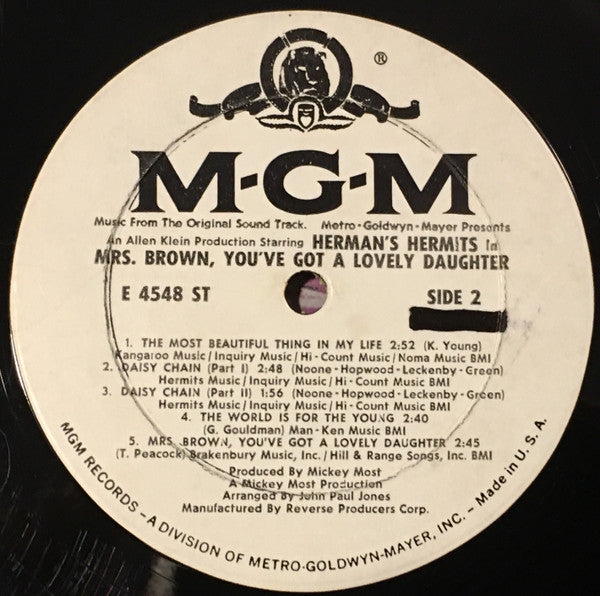 ®
M-G-M
Music From The Original Sound Track. Metro-Goldwyn-Mayer Presents
An Allen Klein Production Starring HERMAN'S HERMITS In
MRS. BROWN, YOU'VE GOT A LOVELY DAUGHTER
E 4548 ST
SIDE 2
1. THE MOST BEAUTIFUL THING IN MY LIFE 2:52 (K. Young)
Kangaroo Music/Inquiry Music/Hi-Count Music/Noma Music BMI
2. DAISY CHAIN (Part I) 2:48 (Noone-Hopwood-Leckenby-Green)
Hermits Music/Inquiry Music/Hi-Count Music BMI
3. DAISY CHAIN (Part II) 1:56 (Noone-Hopwood-Leckenby-Green)
Hermits Music/Inquiry Music/Hi-Count Music BMI
4. THE WORLD IS FOR THE YOUNG 2:40
(G. Gouldman) Man-Ken Music BMI
5. MRS. BROWN, YOU'VE GOT A LOVELY DAUGHTER 2:45
(T. Peacock) Brakenbury Music, Inc./Hill & Range Songs, Inc. BMI
Produced By Mickey Most
A Mickey Most Production
Arranged By John Paul Jones
Manufactured By Reverse Producers Corp.
MGM RECORDS - A DIVISION OF METRO-GOLDWYN-MAYER, INC. - Made in U. S. A.